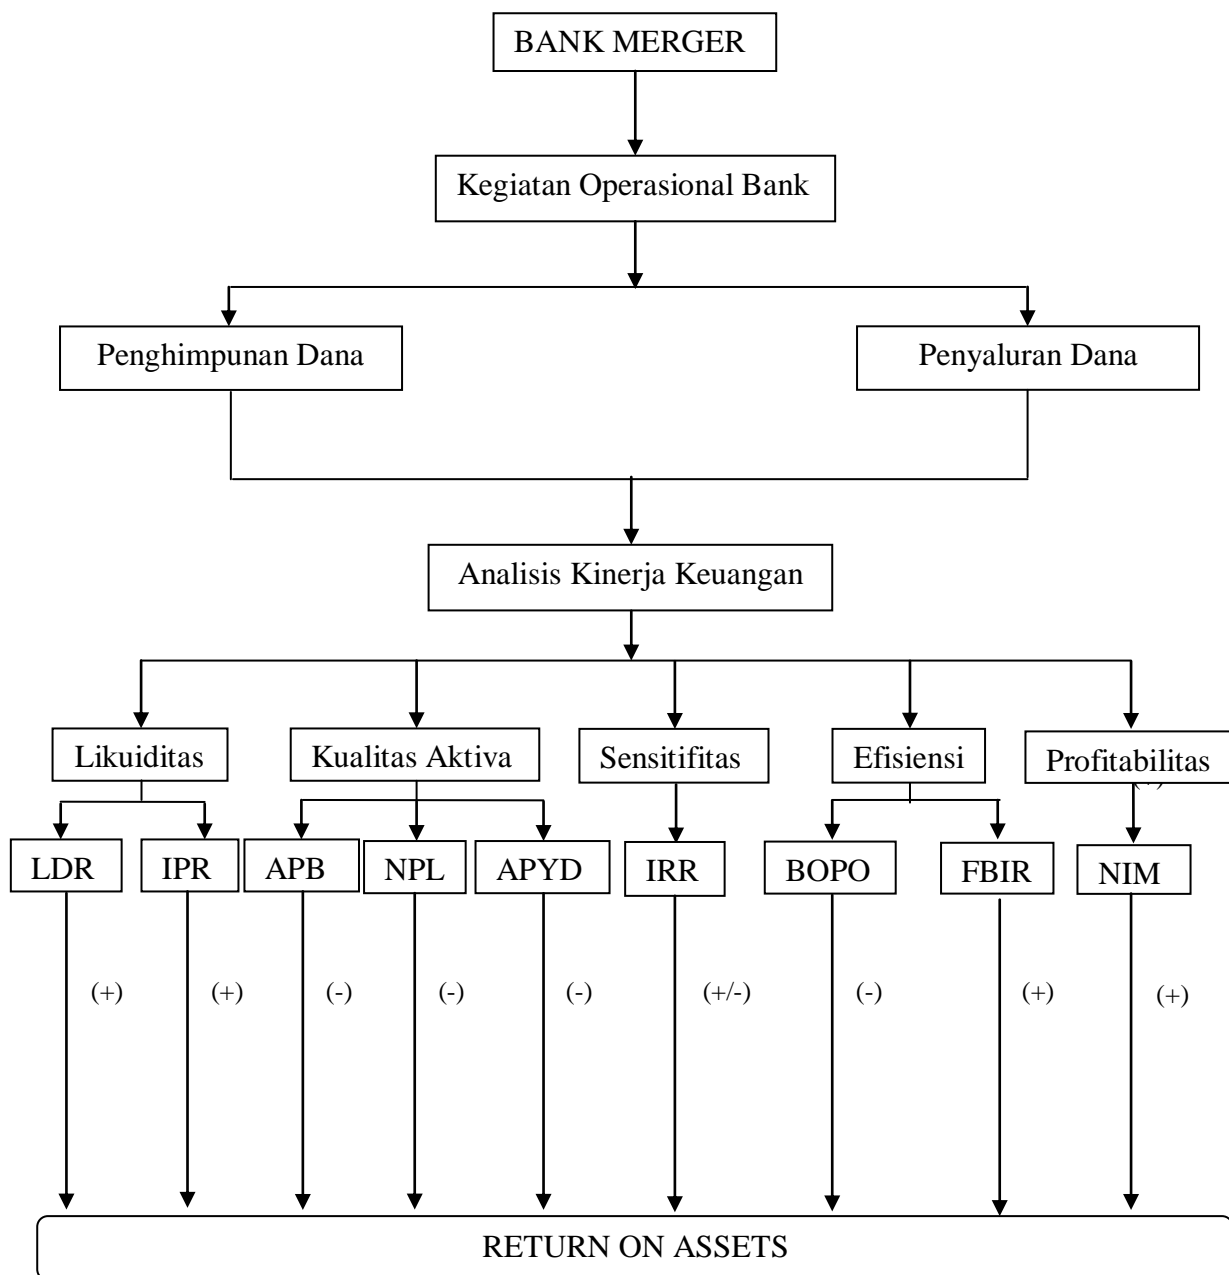 BANK MERGER
Kegiatan Operasional Bank
Penghimpunan Dana
Penyaluran Dana
Analisis Kinerja Keuangan
Likuiditas
Kualitas Aktiva
Sensitifitas
Efisiensi
Profitabilitas
LDR
IPR
APB
NPL
APYD
IRR
BOPO
FBIR
NIM
(+)
(+)
(-)
(-)
(-)
(+/-)
(-)
(+)
(+)
RETURN ON ASSETS